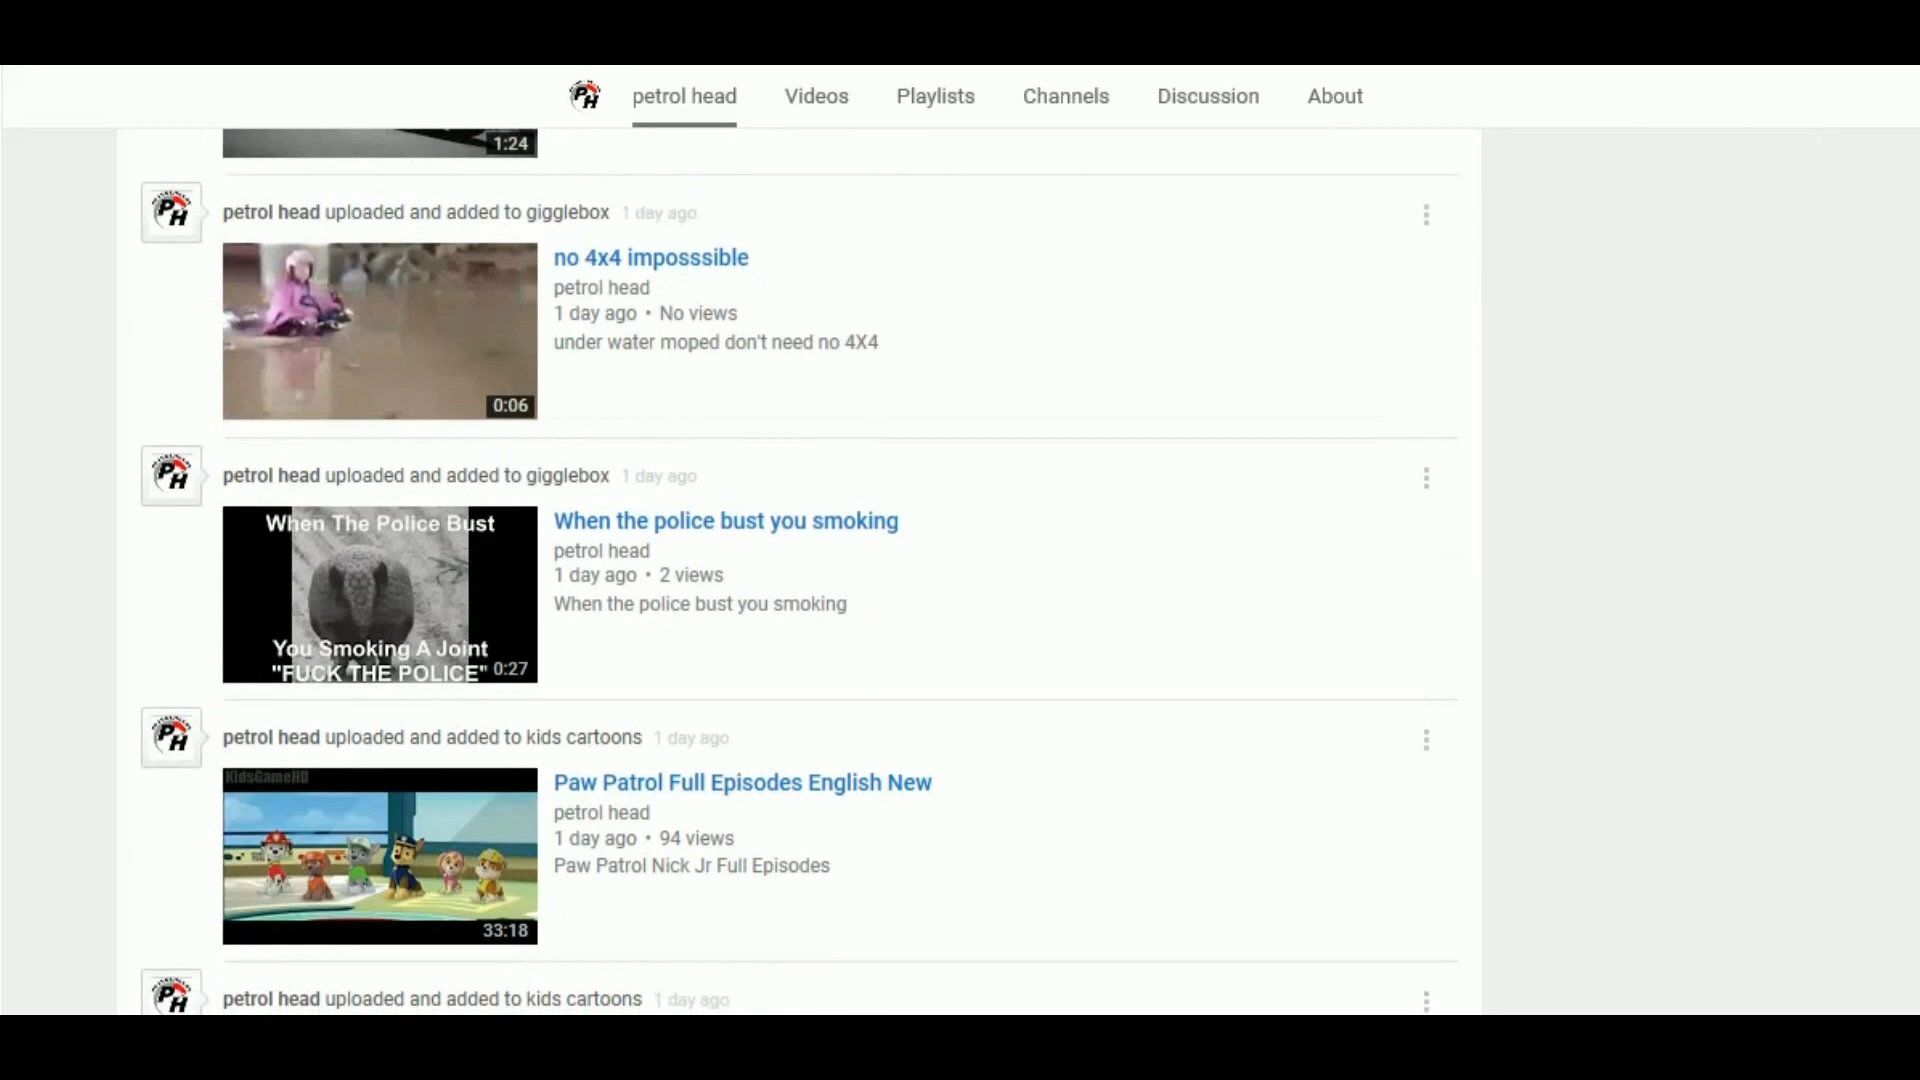 PH petrol head Videos Playlists Channels Discussion About
1:24
PH
petrol head uploaded and added to gigglebox 1 day ago
no 4x4 imposssible
petrol head
1 day ago • No views
under water moped don't need no 4X4
0:06
PH
petrol head uploaded and added to gigglebox 1 day ago
When The Police Bust
You Smoking A Joint
"FUCK THE POLICE" 0:27
When the police bust you smoking
petrol head
1 day ago • 2 views
When the police bust you smoking
PH
petrol head uploaded and added to kids cartoons 1 day ago
KidsGameHD
33:18
Paw Patrol Full Episodes English New
petrol head
1 day ago • 94 views
Paw Patrol Nick Jr Full Episodes
PH
petrol head uploaded and added to kids cartoons 1 day ago